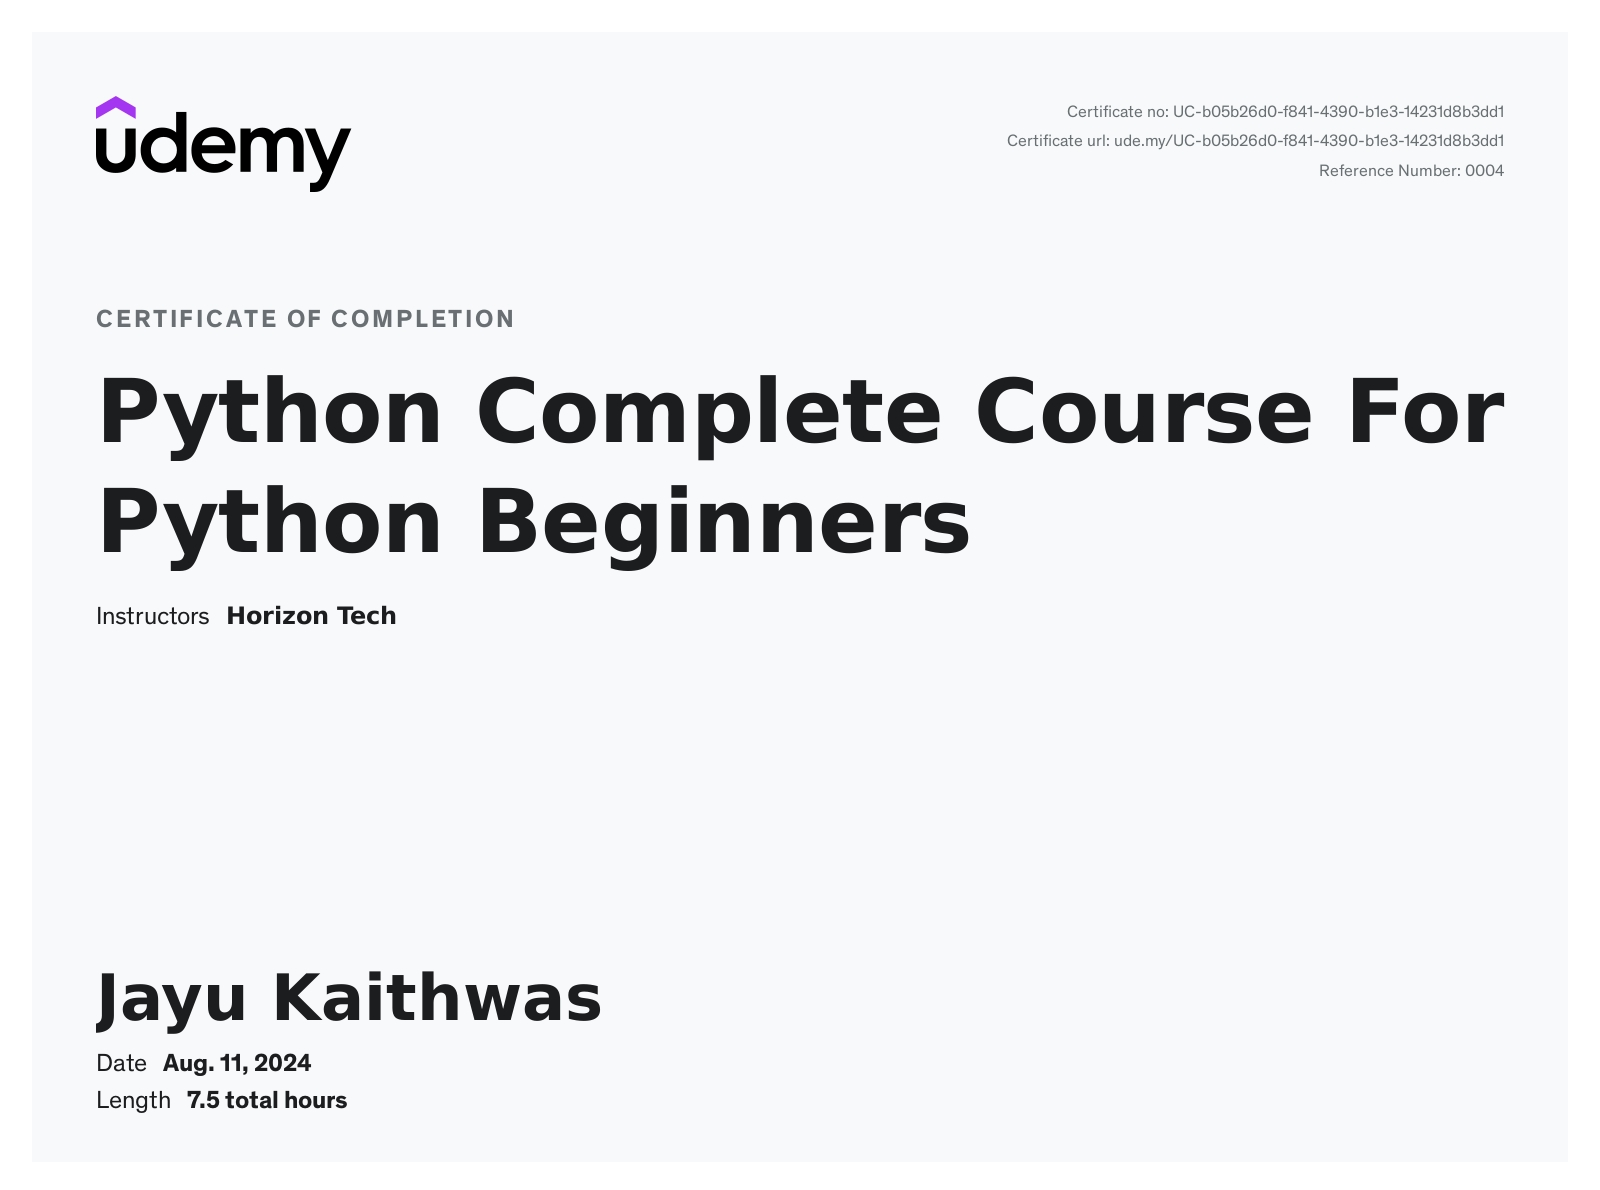 udemy
Certificate no: UC-b05b26d0-f841-4390-b1e3-14231d8b3dd1
Certificate url: ude.my/UC-b05b26d0-f841-4390-b1e3-14231d8b3dd1
Reference Number: 0004
CERTIFICATE OF COMPLETION
Python Complete Course For
Python Beginners
Instructors Horizon Tech
Jayu Kaithwas
Date Aug. 11, 2024
Length 7.5 total hours